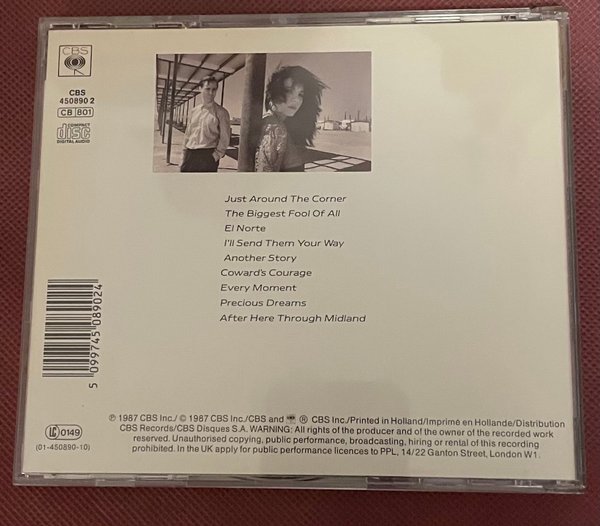 CBS
CBS
450890 2
CB 801
COMPACT
disc
DIGITAL AUDIO
Just Around The Corner
The Biggest Fool Of All
El Norte
I'll Send Them Your Way
Another Story
Coward's Courage
Every Moment
Precious Dreams
After Here Through Midland
5 099745 089024
LC 0149
(01-450890-10)
℗ 1987 CBS Inc./ © 1987 CBS Inc./CBS and ® CBS Inc./Printed in Holland/Imprimé en Hollande/Distribution
CBS Records/CBS Disques S.A. WARNING: All rights of the producer and of the owner of the recorded work
reserved. Unauthorised copying, public performance, broadcasting, hiring or rental of this recording
prohibited. In the UK apply for public performance licences to PPL, 14/22 Ganton Street, London W1.